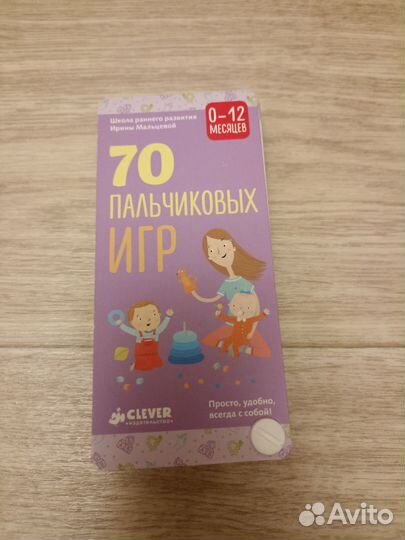 Школа раннего развития
Ирины Мальцевой
0–12
МЕСЯЦЕВ
70
ПАЛЬЧИКОВЫХ
ИГР
CLEVER
•издательство•
Просто, удобно,
всегда с собой!
Avito